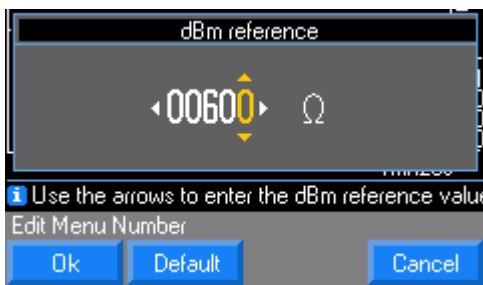 dBm reference
00600 Ω
Use the arrows to enter the dBm reference value
Edit Menu Number
Ok Default Cancel